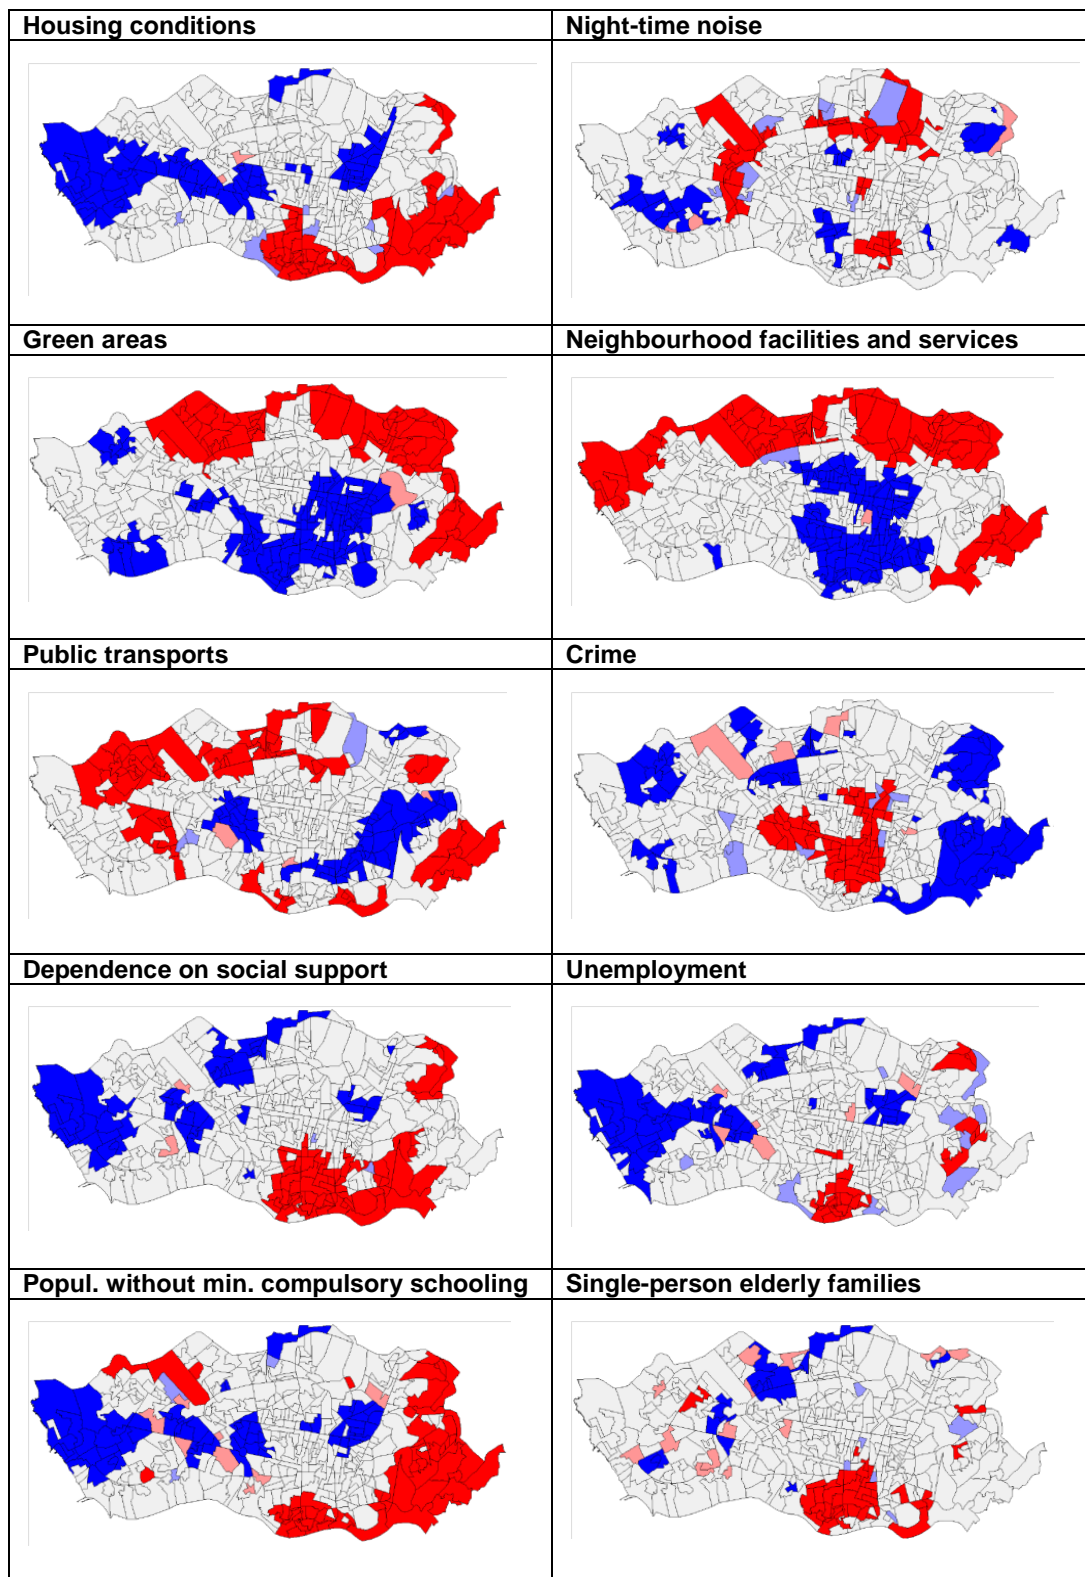 Housing conditions
Night-time noise
Green areas
Neighbourhood facilities and services
Public transports
Crime
Dependence on social support
Unemployment
Popul. without min. compulsory schooling
Single-person elderly families